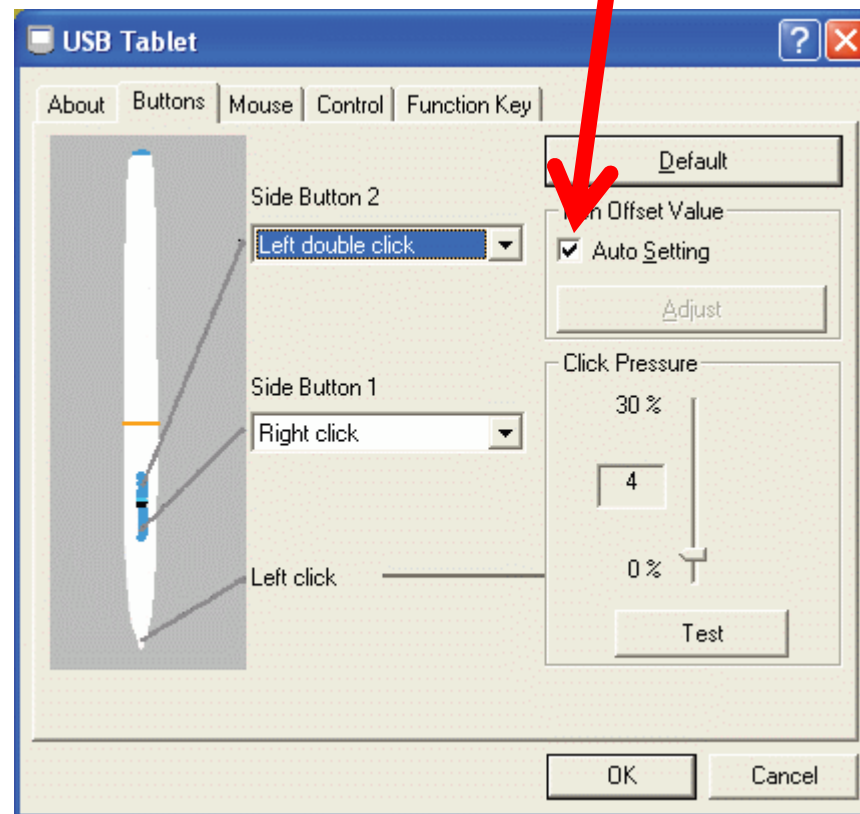 USB Tablet
About Buttons Mouse Control Function Key
Default
Side Button 2
Left double click
Offset Value
Auto Setting
Adjust
Side Button 1
Right click
Click Pressure
30 %
4
0 %
Left click
Test
OK Cancel